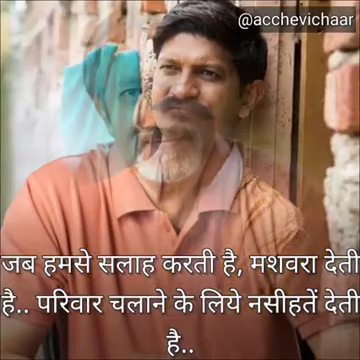 @acchevichaar
जब हमसे सलाह करती है, मशवरा देती
है.. परिवार चलाने के लिये नसीहतें देती
है..